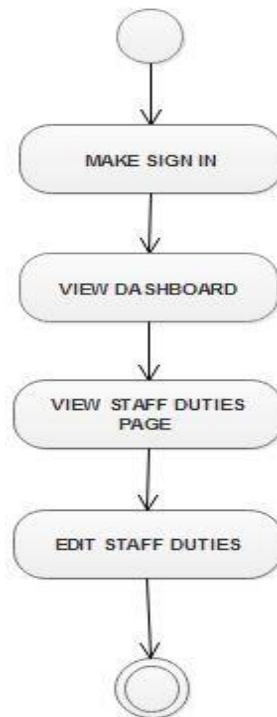 MAKE SIGN IN
VIEW DASHBOARD
VIEW STAFF DUTIES
PAGE
EDIT STAFF DUTIES